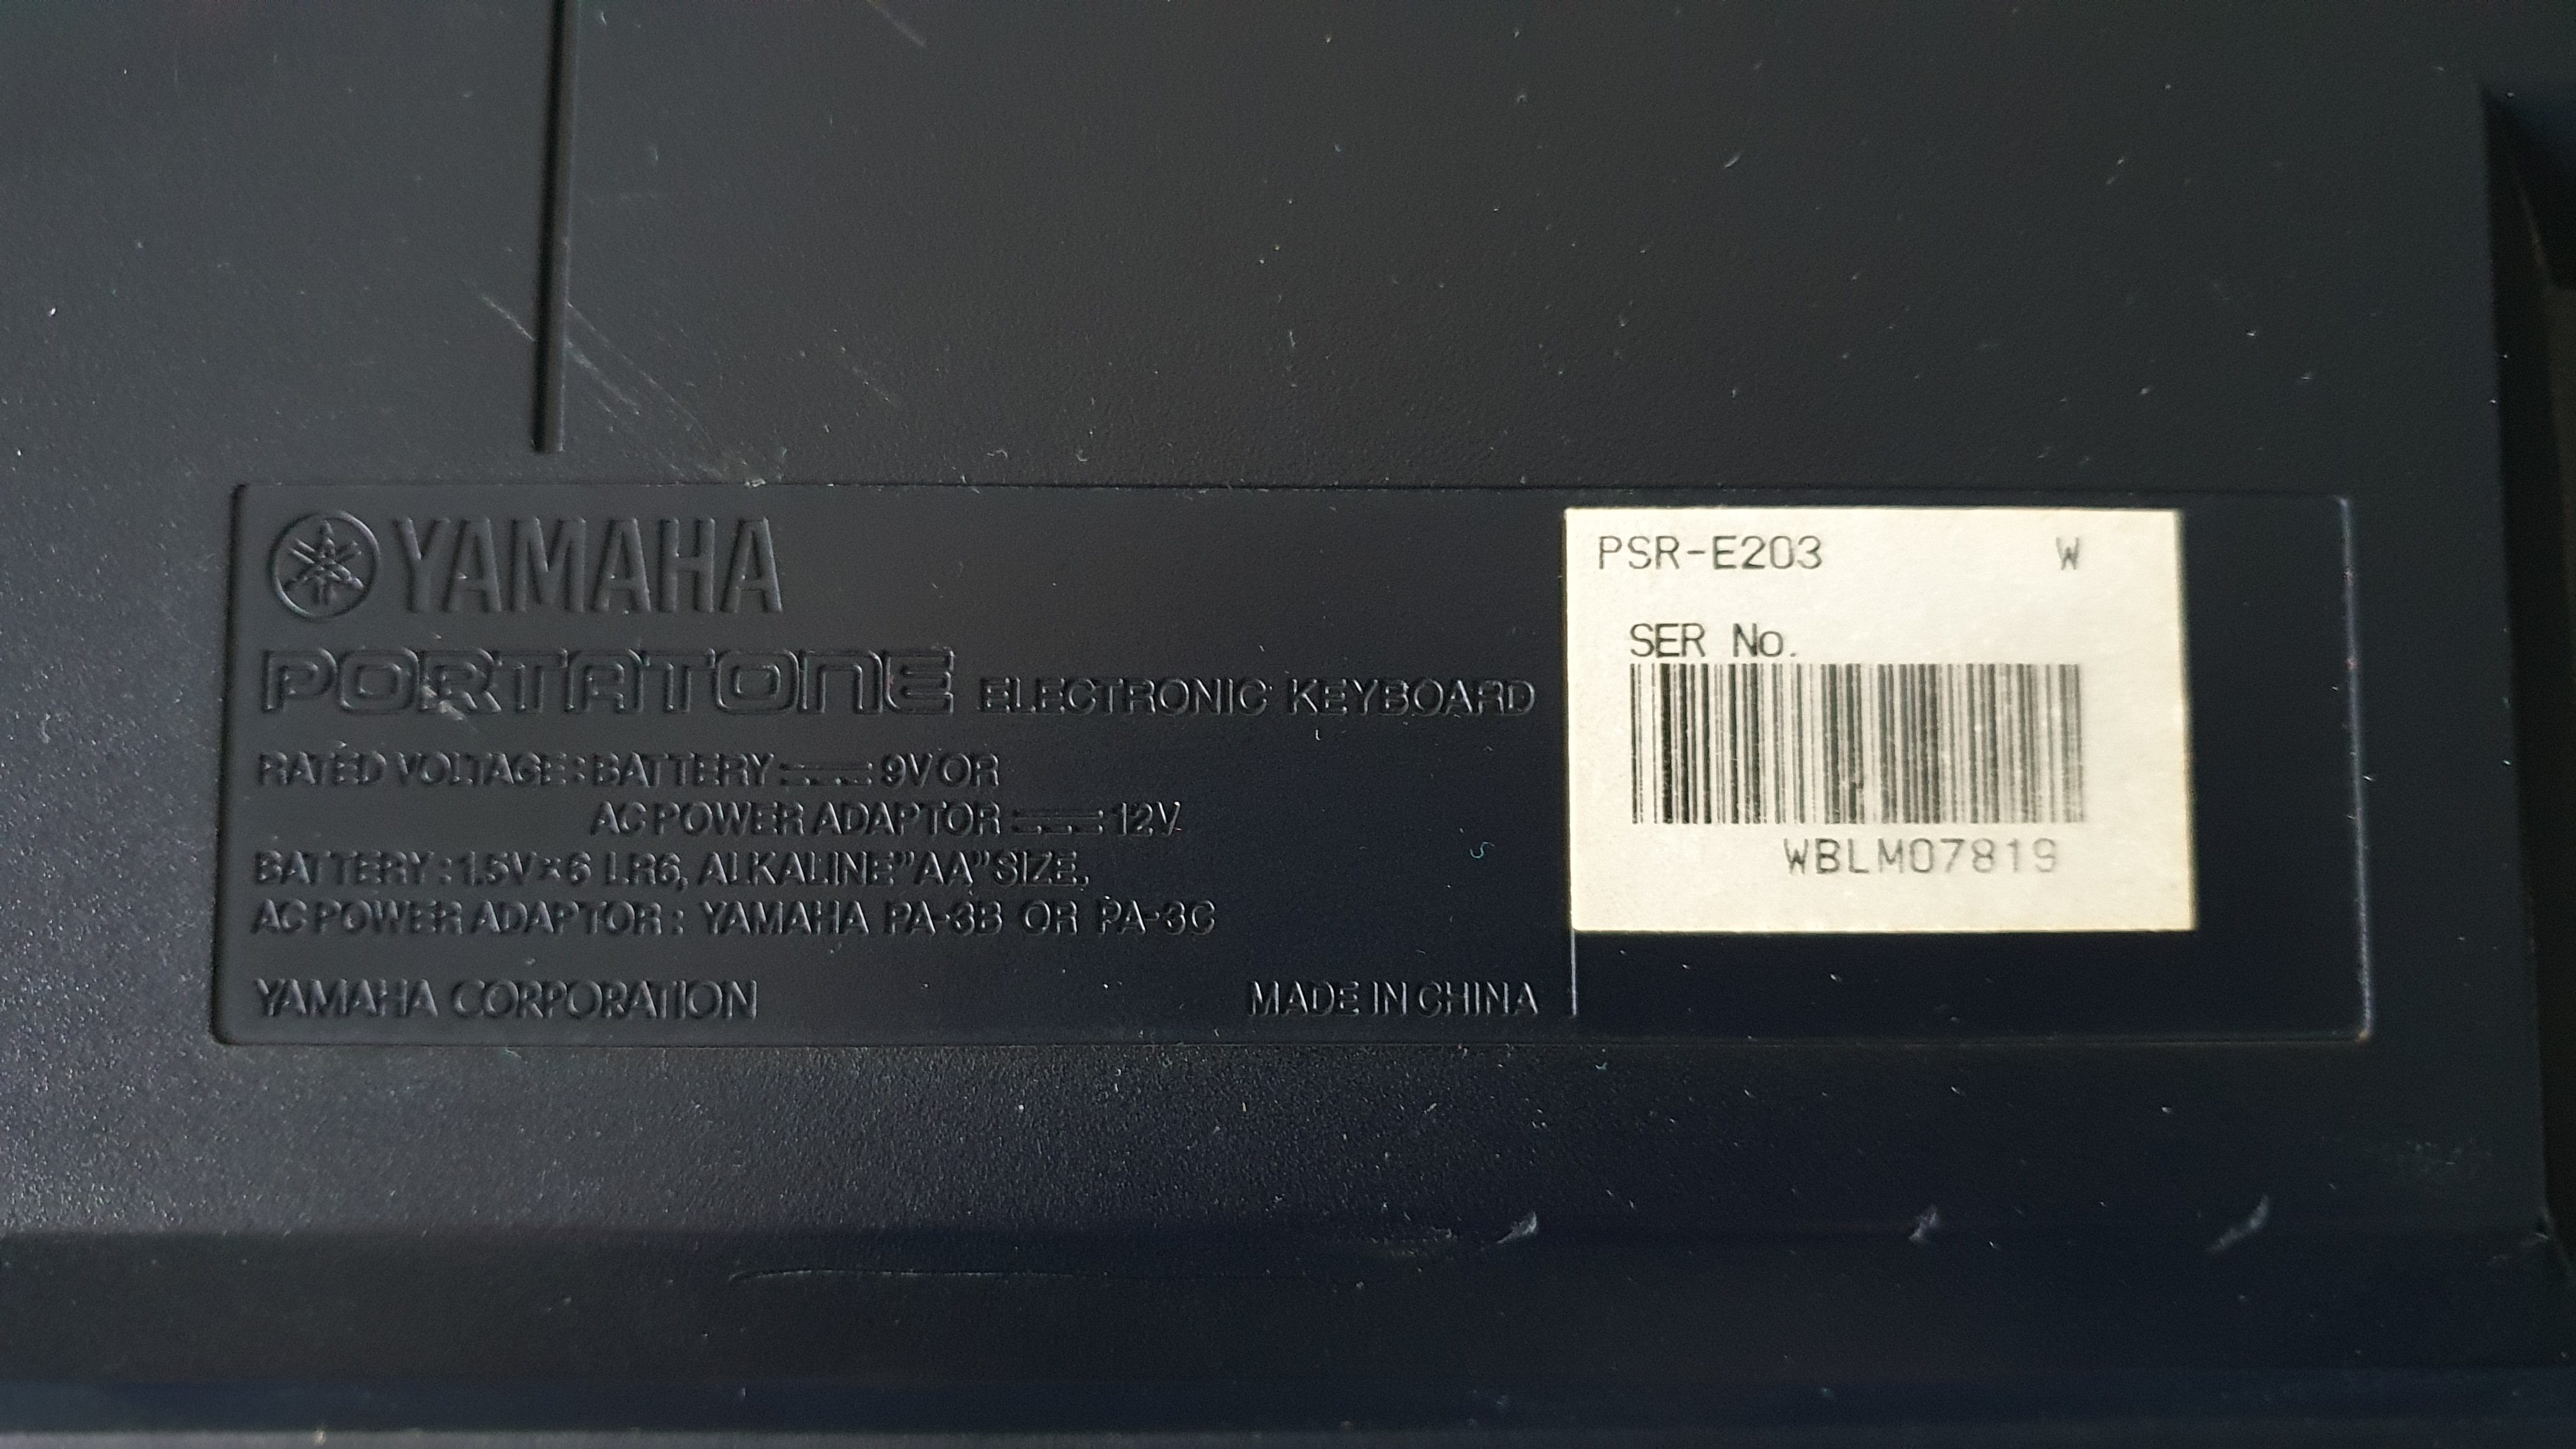 YAMAHA
PORTATONE ELECTRONIC KEYBOARD
RATED VOLTAGE : BATTERY ⎓ 9V OR
AC POWER ADAPTOR ⎓ 12V
BATTERY : 1.5V×6 LR6, ALKALINE"AA"SIZE,
AC POWER ADAPTOR : YAMAHA PA-3B OR PA-3C
YAMAHA CORPORATION
MADE IN CHINA
PSR-E203 W
SER No.
WBLM07819